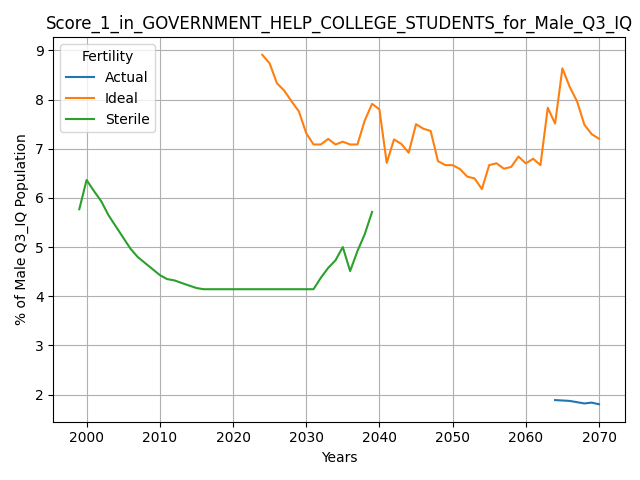 Score_1_in_GOVERNMENT_HELP_COLLEGE_STUDENTS_for_Male_Q3_IQ
Fertility
Actual
Ideal
Sterile
% of Male Q3_IQ Population
9
8
7
6
5
4
3
2
2000 2010 2020 2030 2040 2050 2060 2070
Years